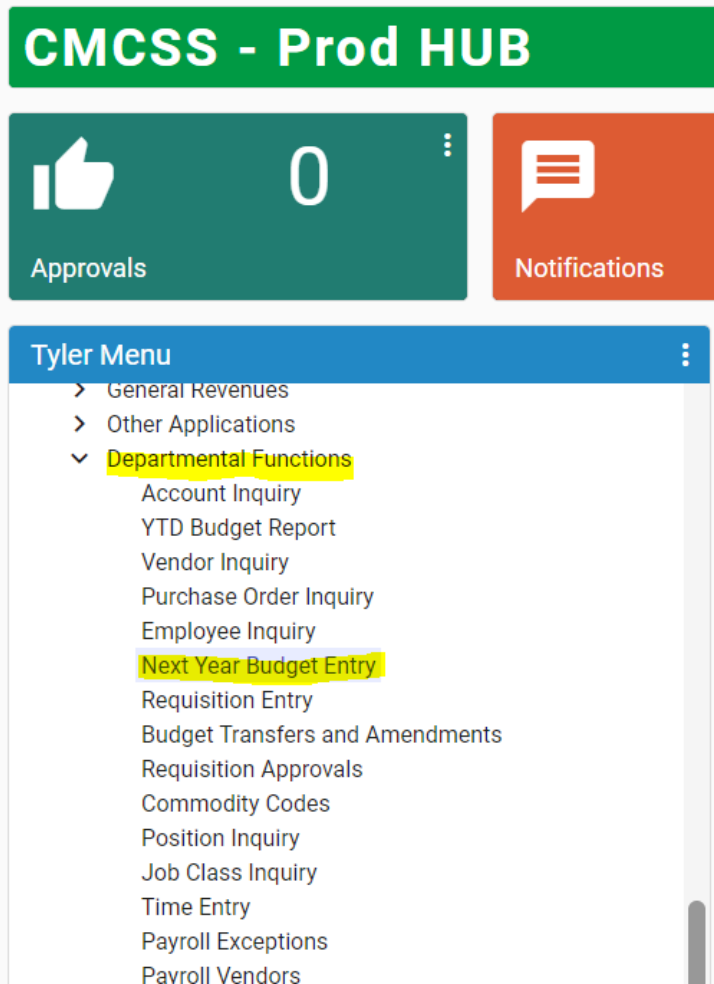 CMCSS - Prod HUB
0
Approvals
Notifications
Tyler Menu
General Revenues
Other Applications
Departmental Functions
Account Inquiry
YTD Budget Report
Vendor Inquiry
Purchase Order Inquiry
Employee Inquiry
Next Year Budget Entry
Requisition Entry
Budget Transfers and Amendments
Requisition Approvals
Commodity Codes
Position Inquiry
Job Class Inquiry
Time Entry
Payroll Exceptions
Payroll Vendors